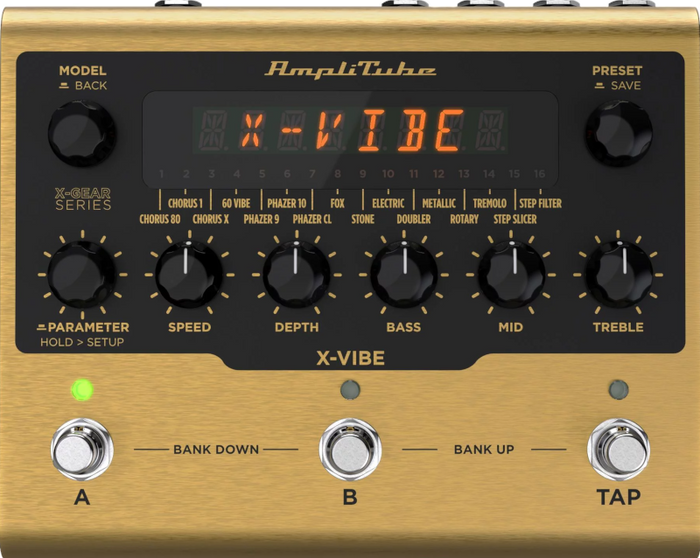 MODEL
BACK
AmpliTube
PRESET
SAVE
X-VIBE
1 2 3 4 5 6 7 8 9 10 11 12 13 14 15 16
X-GEAR
SERIES
CHORUS 1 60 VIBE PHAZER 10 FOX ELECTRIC METALLIC TREMOLO STEP FILTER
CHORUS 80 CHORUS X PHAZER 9 PHAZER CL STONE DOUBLER ROTARY STEP SLICER
PARAMETER
HOLD > SETUP
SPEED
DEPTH
BASS
MID
TREBLE
X-VIBE
BANK DOWN
BANK UP
A
B
TAP